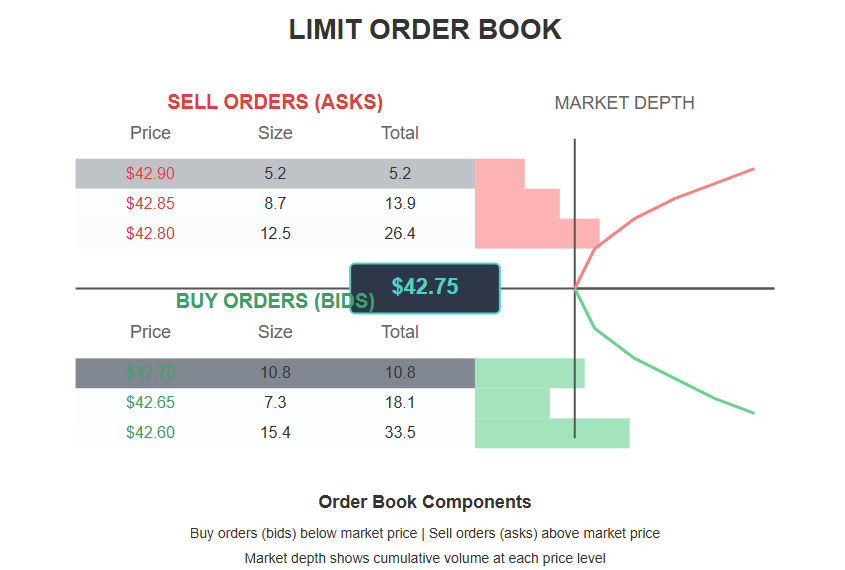 LIMIT ORDER BOOK
SELL ORDERS (ASKS)
MARKET DEPTH
Price Size Total
$42.90 5.2 5.2
$42.85 8.7 13.9
$42.80 12.5 26.4
$42.75
BUY ORDERS (BIDS)
Price Size Total
$42.70 10.8 10.8
$42.65 7.3 18.1
$42.60 15.4 33.5
Order Book Components
Buy orders (bids) below market price | Sell orders (asks) above market price
Market depth shows cumulative volume at each price level